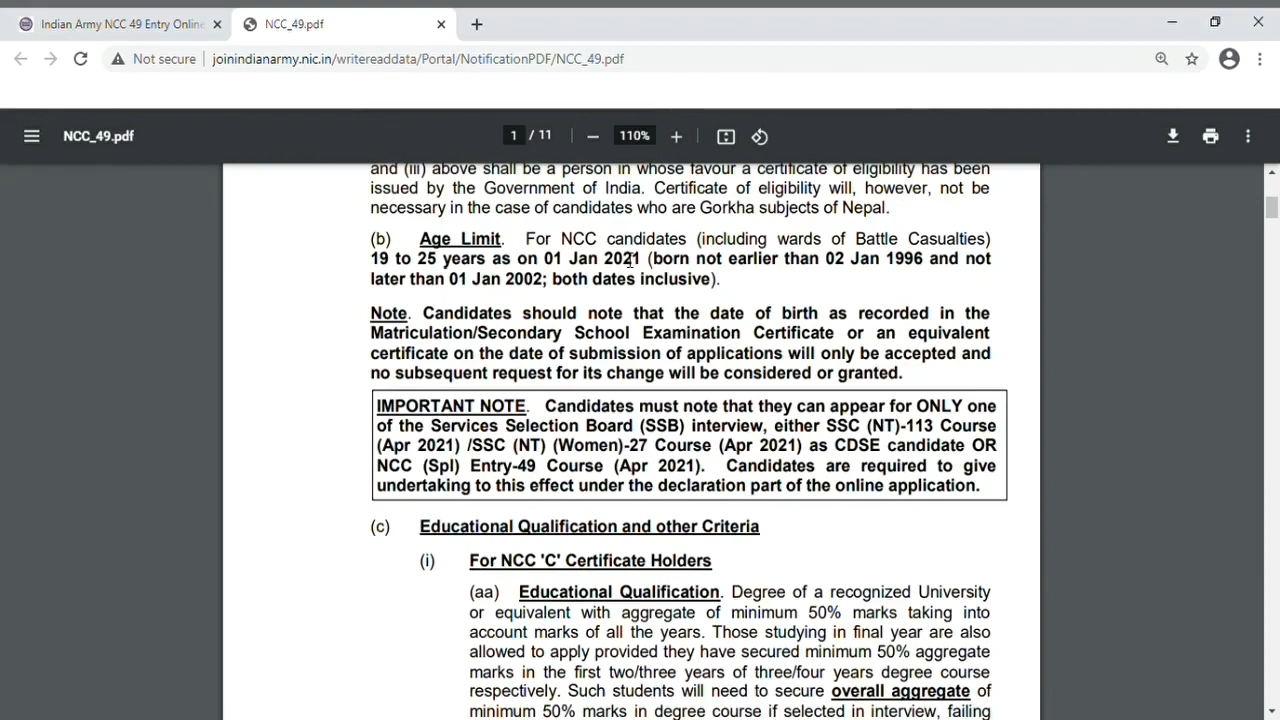 Indian Army NCC 49 Entry Online
NCC_49.pdf
Not secure
joinindianarmy.nic.in/writereaddata/Portal/NotificationPDF/NCC_49.pdf
NCC_49.pdf
1 / 11
110%
and (iii) above shall be a person in whose favour a certificate of eligibility has been
issued by the Government of India. Certificate of eligibility will, however, not be
necessary in the case of candidates who are Gorkha subjects of Nepal.
(b) Age Limit. For NCC candidates (including wards of Battle Casualties)
19 to 25 years as on 01 Jan 2021 (born not earlier than 02 Jan 1996 and not
later than 01 Jan 2002; both dates inclusive).
Note. Candidates should note that the date of birth as recorded in the
Matriculation/Secondary School Examination Certificate or an equivalent
certificate on the date of submission of applications will only be accepted and
no subsequent request for its change will be considered or granted.
IMPORTANT NOTE. Candidates must note that they can appear for ONLY one
of the Services Selection Board (SSB) interview, either SSC (NT)-113 Course
(Apr 2021) /SSC (NT) (Women)-27 Course (Apr 2021) as CDSE candidate OR
NCC (Spl) Entry-49 Course (Apr 2021). Candidates are required to give
undertaking to this effect under the declaration part of the online application.
(c) Educational Qualification and other Criteria
(i) For NCC 'C' Certificate Holders
(aa) Educational Qualification. Degree of a recognized University
or equivalent with aggregate of minimum 50% marks taking into
account marks of all the years. Those studying in final year are also
allowed to apply provided they have secured minimum 50% aggregate
marks in the first two/three years of three/four years degree course
respectively. Such students will need to secure overall aggregate of
minimum 50% marks in degree course if selected in interview, failing